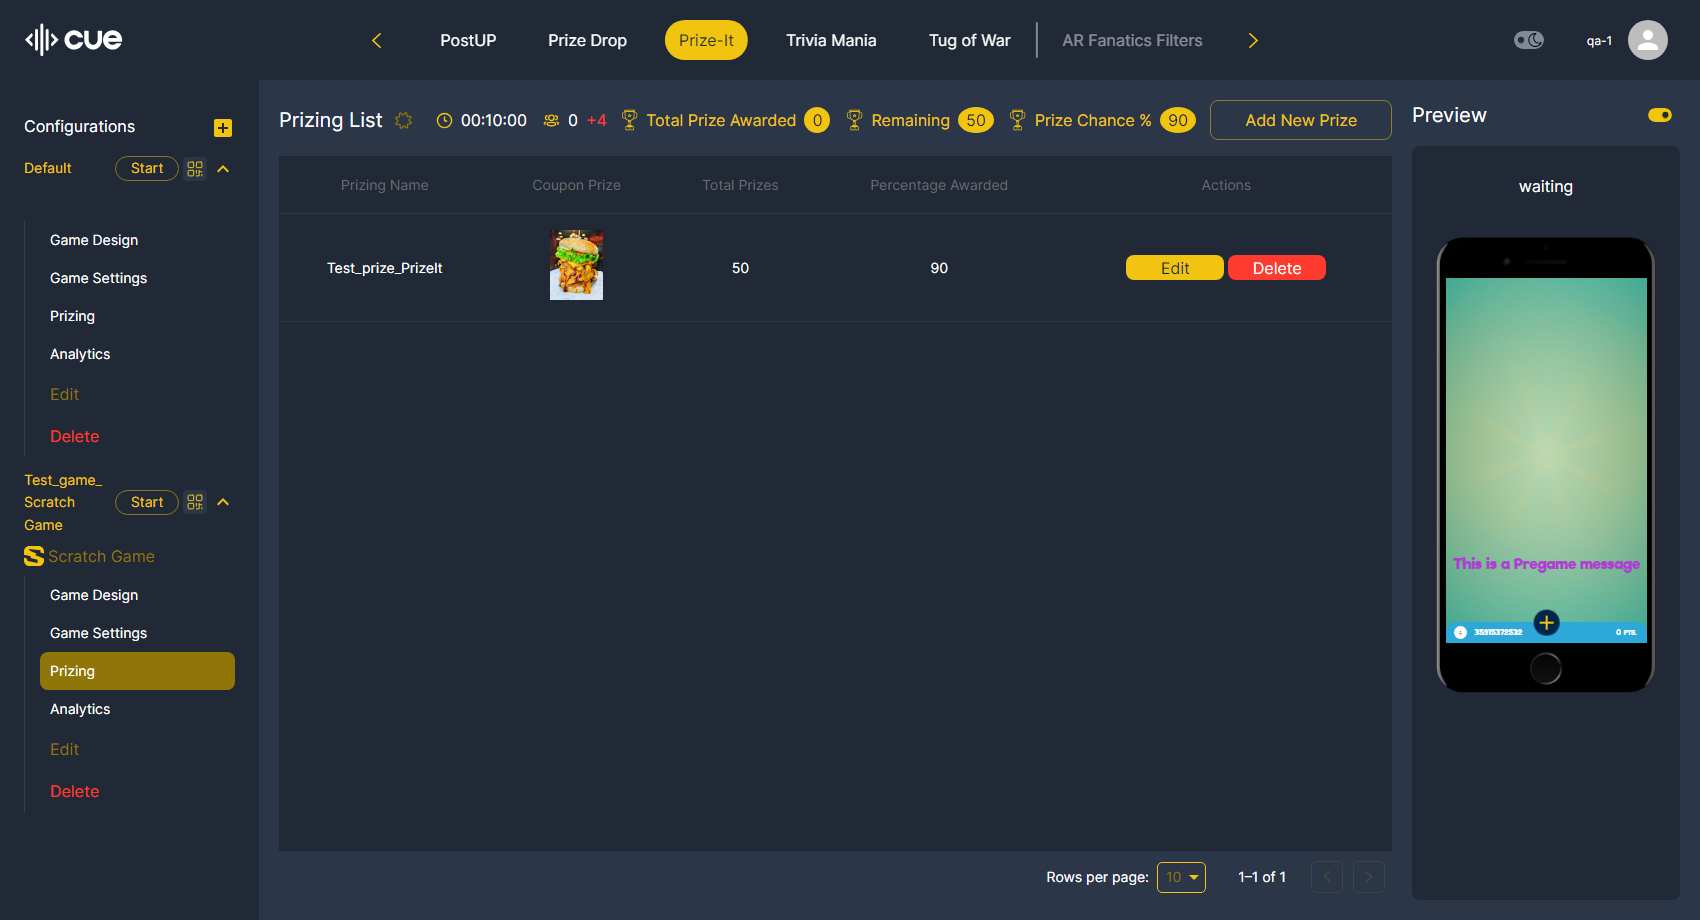 cue
PostUP
Prize Drop
Prize-It
Trivia Mania
Tug of War
AR Fanatics Filters
qa-1
Configurations
Default
Start
Game Design
Game Settings
Prizing
Analytics
Edit
Delete
Test_game_
Scratch
Game
Start
Scratch Game
Game Design
Game Settings
Prizing
Analytics
Edit
Delete
Prizing List
00:10:00
0 +4
Total Prize Awarded 0
Remaining 50
Prize Chance % 90
Add New Prize
Prizing Name
Coupon Prize
Total Prizes
Percentage Awarded
Actions
Test_prize_PrizeIt
50
90
Edit
Delete
Rows per page: 10
1–1 of 1
Preview
waiting
This is a Pregame message
35915372532
0 PTS.